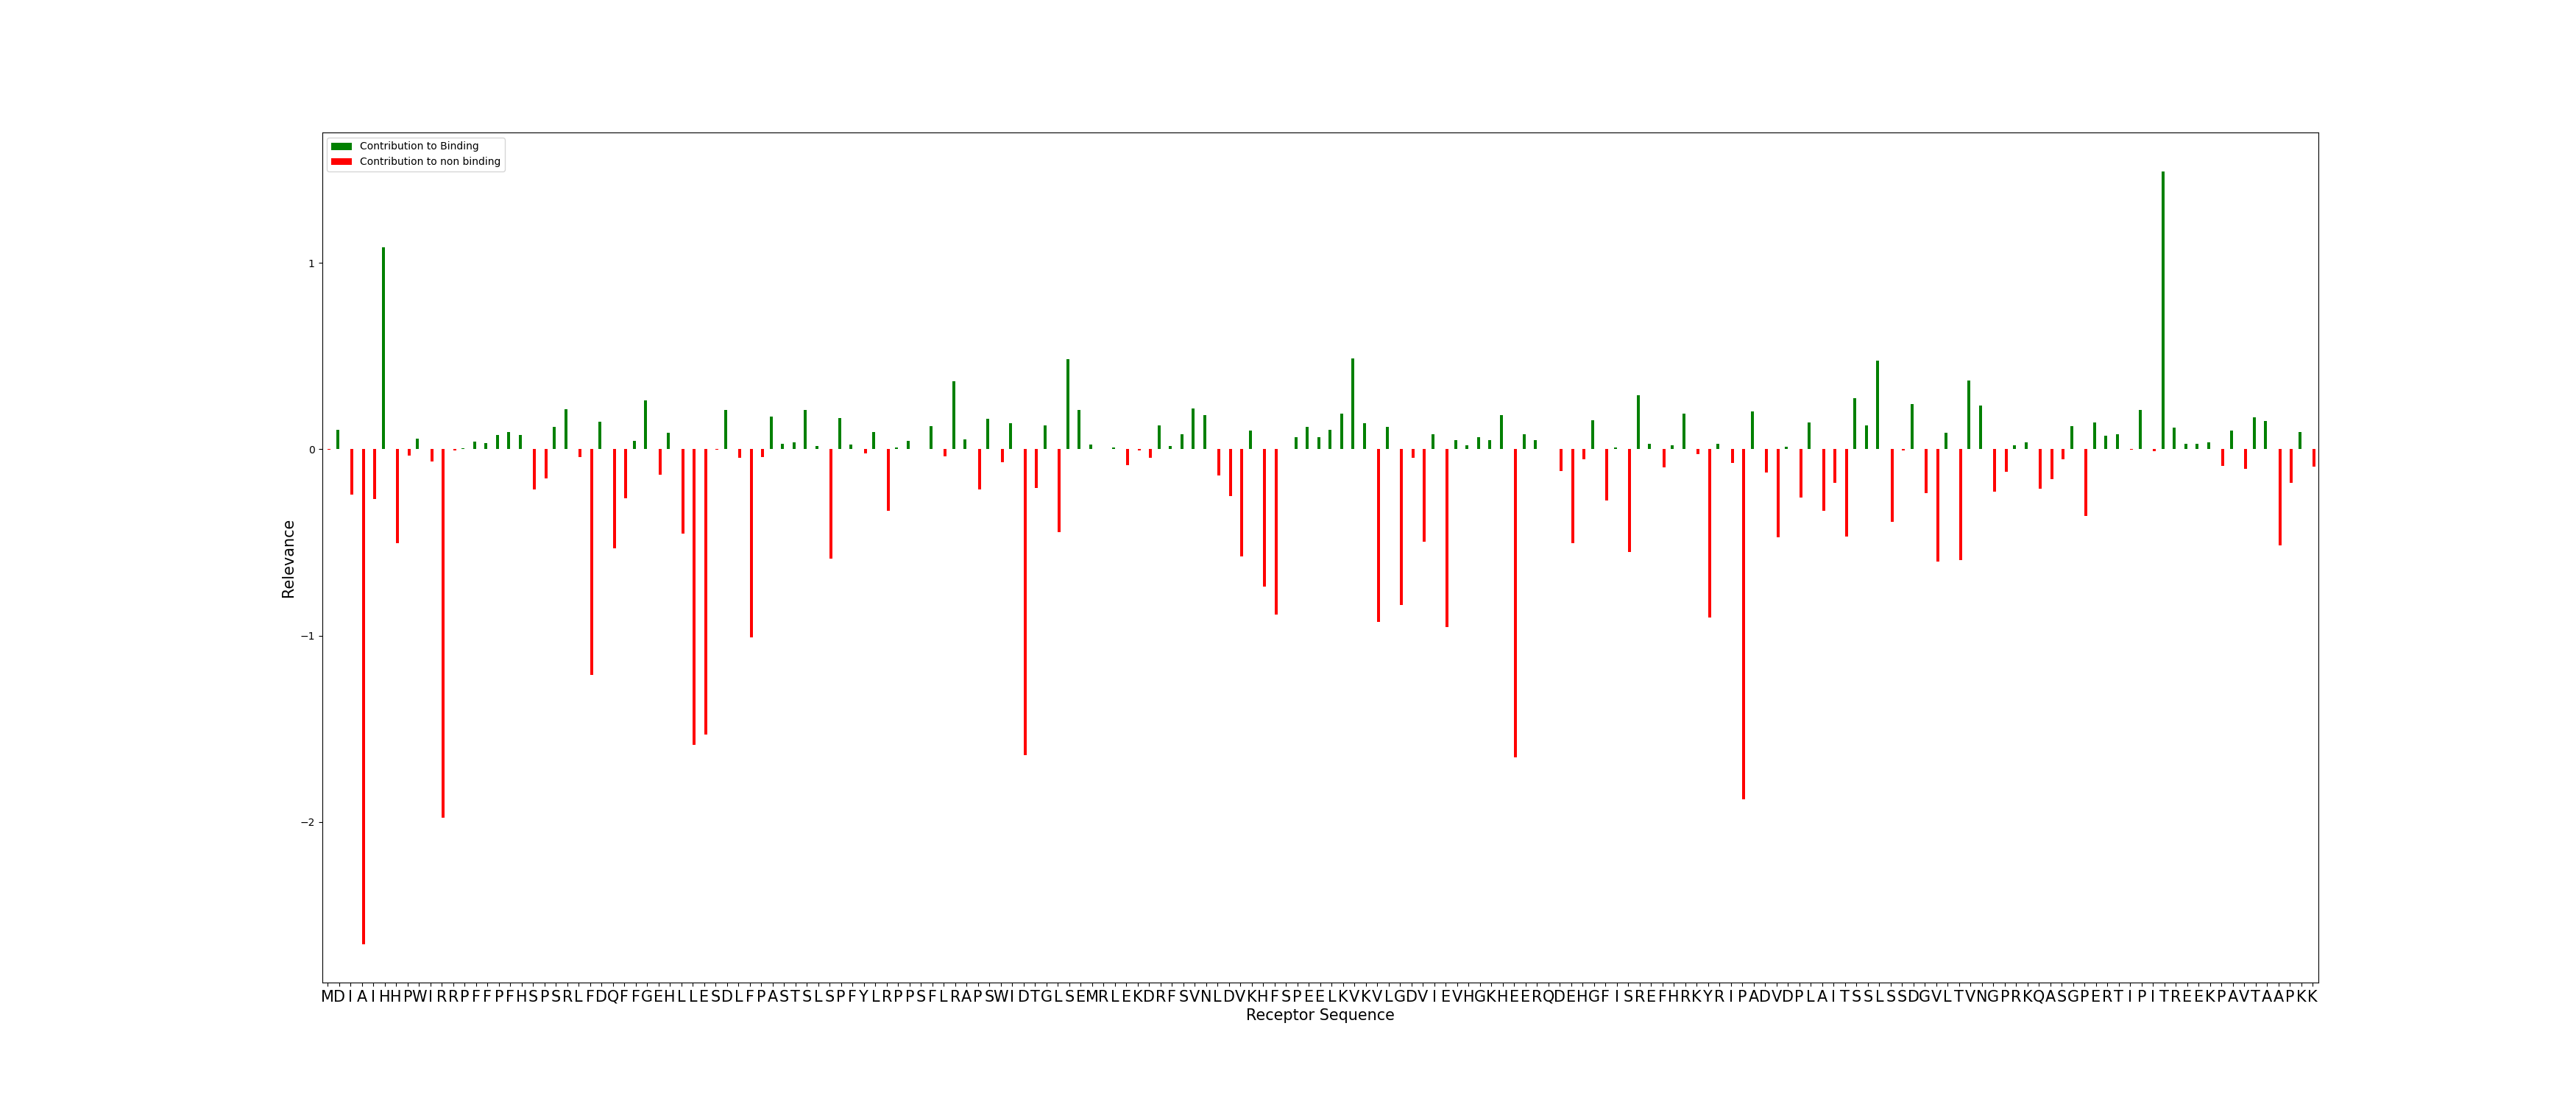 Contribution to Binding
Contribution to non binding
1
0
−1
−2
Relevance
MDIAIHHPWIRRPFFPFHSPSRLFDQFFGEHLLESDLFPASTSLSPFYLRPPSFLRAPSWIDTGLSEMRLEKDRFSVNLDVKHFSPEELKVKVLGDVIEVHGKHEERQDEHGFISREFHRKYRIPADVDPLAITSSLSSDGVLTVNGPRKQASGPERTIPITREEKPAVTAAPKK
Receptor Sequence